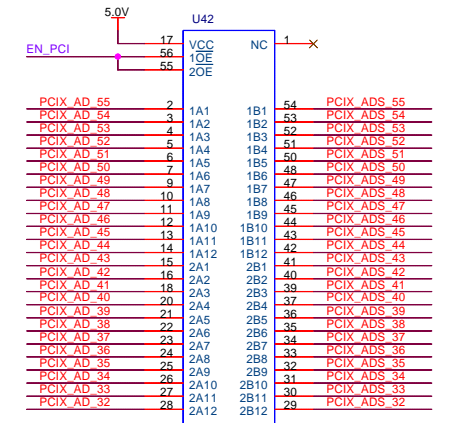 5.0V
U42
EN_PCI
17 VCC NC 1
56 1OE
55 2OE
PCIX_AD_55 2 1A1 1B1 54 PCIX_ADS_55
PCIX_AD_54 3 1A2 1B2 53 PCIX_ADS_54
PCIX_AD_53 4 1A3 1B3 52 PCIX_ADS_53
PCIX_AD_52 5 1A4 1B4 51 PCIX_ADS_52
PCIX_AD_51 6 1A5 1B5 50 PCIX_ADS_51
PCIX_AD_50 7 1A6 1B6 48 PCIX_ADS_50
PCIX_AD_49 9 1A7 1B7 47 PCIX_ADS_49
PCIX_AD_48 10 1A8 1B8 46 PCIX_ADS_48
PCIX_AD_47 11 1A9 1B9 45 PCIX_ADS_47
PCIX_AD_46 12 1A10 1B10 44 PCIX_ADS_46
PCIX_AD_45 13 1A11 1B11 43 PCIX_ADS_45
PCIX_AD_44 14 1A12 1B12 42 PCIX_ADS_44
PCIX_AD_43 15 2A1 2B1 41 PCIX_ADS_43
PCIX_AD_42 16 2A2 2B2 40 PCIX_ADS_42
PCIX_AD_41 18 2A3 2B3 39 PCIX_ADS_41
PCIX_AD_40 20 2A4 2B4 37 PCIX_ADS_40
PCIX_AD_39 21 2A5 2B5 36 PCIX_ADS_39
PCIX_AD_38 22 2A6 2B6 35 PCIX_ADS_38
PCIX_AD_37 23 2A7 2B7 34 PCIX_ADS_37
PCIX_AD_36 24 2A8 2B8 33 PCIX_ADS_36
PCIX_AD_35 25 2A9 2B9 32 PCIX_ADS_35
PCIX_AD_34 26 2A10 2B10 31 PCIX_ADS_34
PCIX_AD_33 27 2A11 2B11 30 PCIX_ADS_33
PCIX_AD_32 28 2A12 2B12 29 PCIX_ADS_32